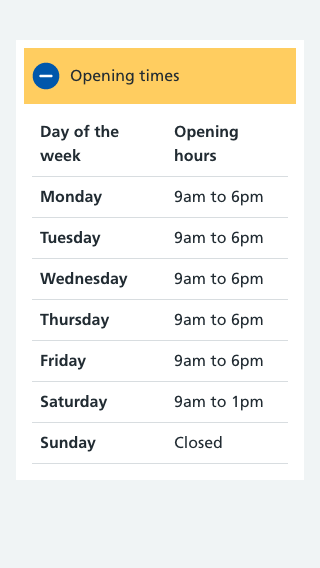 Opening times
Day of the week Opening hours
Monday 9am to 6pm
Tuesday 9am to 6pm
Wednesday 9am to 6pm
Thursday 9am to 6pm
Friday 9am to 6pm
Saturday 9am to 1pm
Sunday Closed